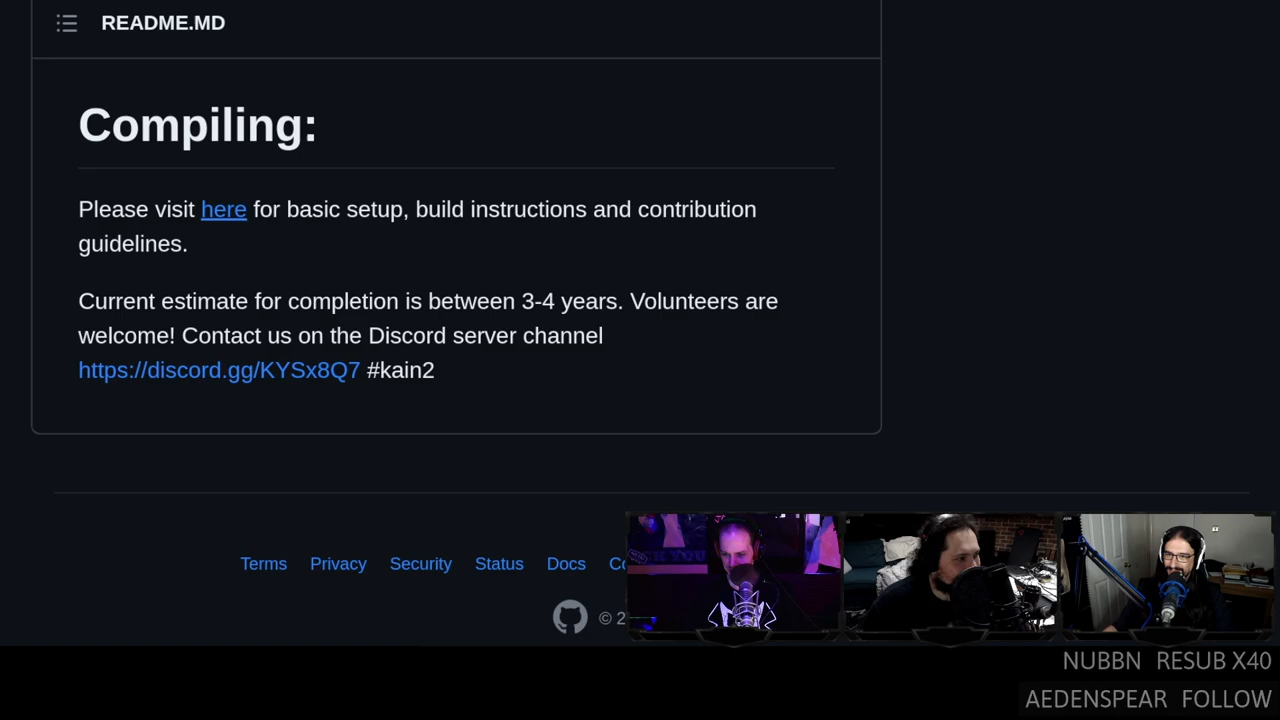 README.MD
Compiling:
Please visit here for basic setup, build instructions and contribution
guidelines.
Current estimate for completion is between 3-4 years. Volunteers are
welcome! Contact us on the Discord server channel
https://discord.gg/KYSx8Q7 #kain2
Terms Privacy Security Status Docs Co
© 2
NUBBN RESUB X40
AEDENSPEAR FOLLOW